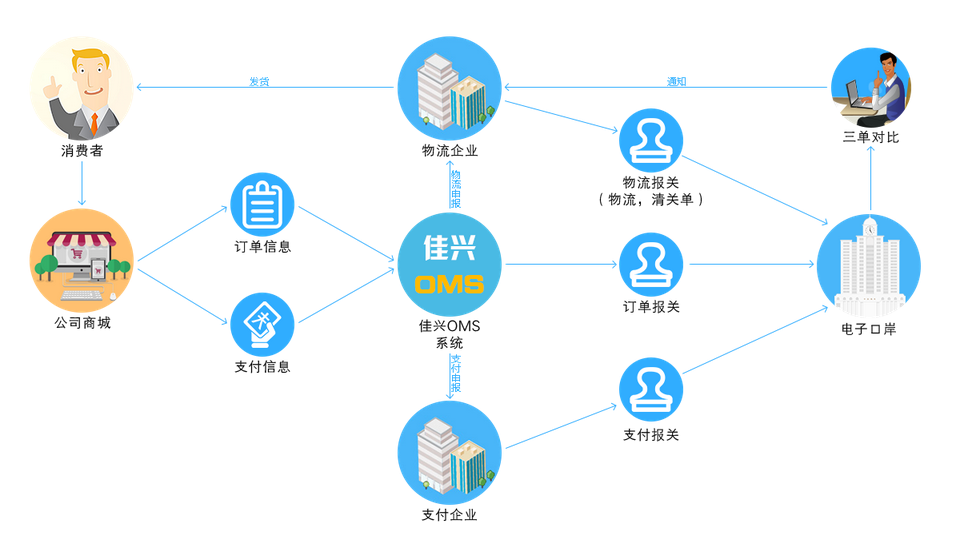 发货
通知
消费者
物流企业
三单对比
物流报关
（物流，清关单）
物流申报
订单信息
佳兴
OMS
公司商城
佳兴OMS
系统
订单报关
电子口岸
支付信息
支付申报
支付报关
支付企业